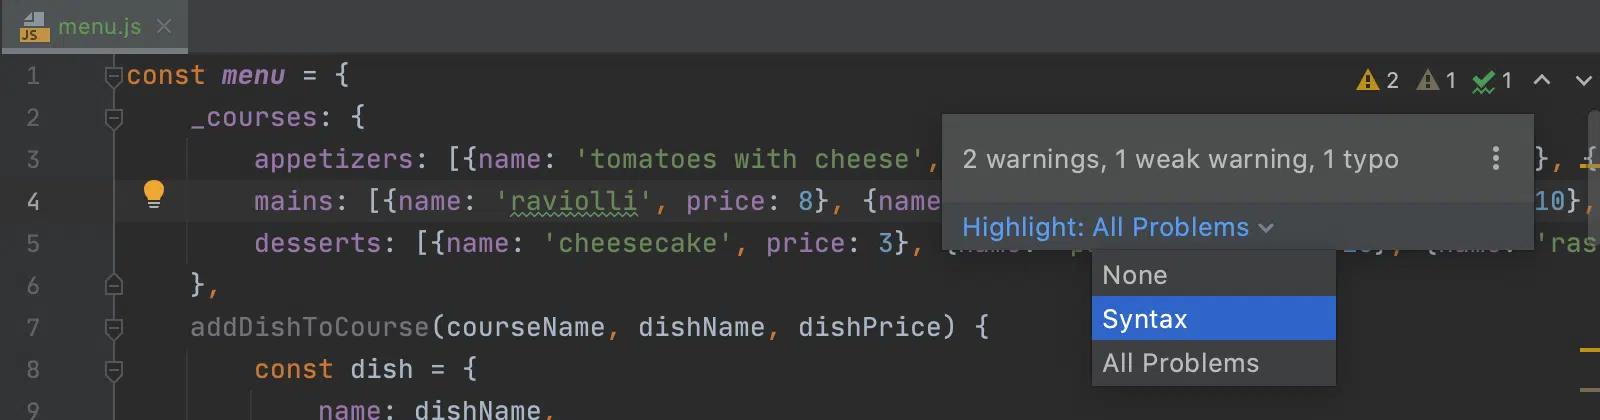 JS menu.js
2 1 1
1 const menu = {
2 _courses: {
3 appetizers: [{name: 'tomatoes with cheese', }, {
2 warnings, 1 weak warning, 1 typo
4 mains: [{name: 'raviolli', price: 8}, {name 10},
Highlight: All Problems
5 desserts: [{name: 'cheesecake', price: 3}, {name: {name: 'ras
None
6 },
Syntax
7 addDishToCourse(courseName, dishName, dishPrice) {
All Problems
8 const dish = {
9 name: dishName,